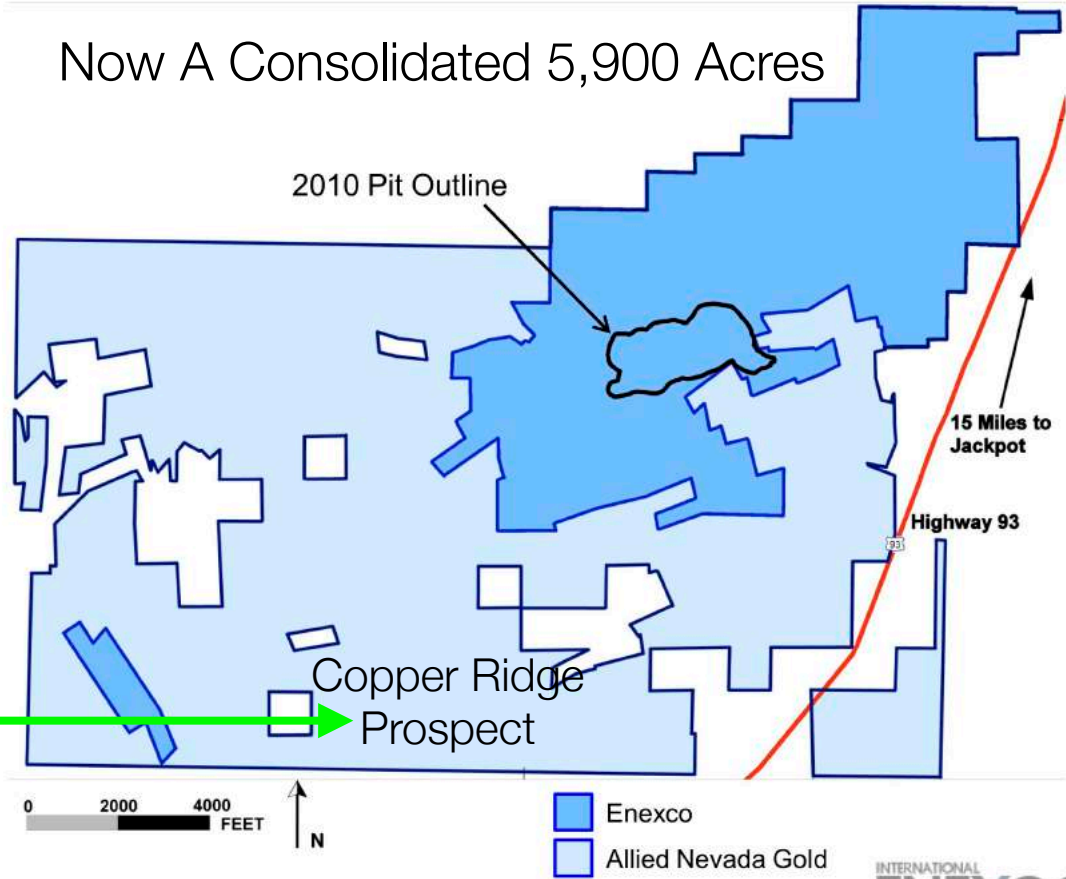 Now A Consolidated 5,900 Acres
2010 Pit Outline
15 Miles to
Jackpot
Highway 93
93
Copper Ridge
Prospect
0 2000 4000
FEET
N
Enexco
Allied Nevada Gold
INTERNATIONAL